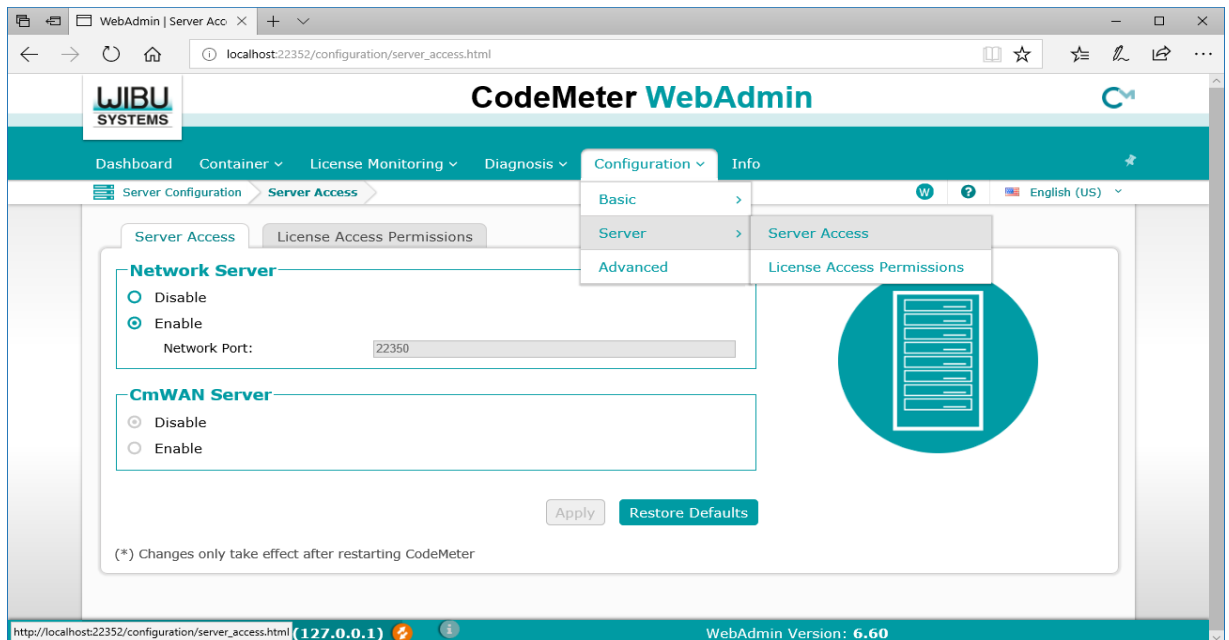 WebAdmin | Server Acc
localhost:22352/configuration/server_access.html
WIBU
SYSTEMS
CodeMeter WebAdmin
Dashboard Container License Monitoring Diagnosis Configuration Info
Server Configuration Server Access
W ? English (US)
Basic
Server
Advanced
Server Access
License Access Permissions
Server Access License Access Permissions
Network Server
Disable
Enable
Network Port: 22350
CmWAN Server
Disable
Enable
Apply Restore Defaults
(*) Changes only take effect after restarting CodeMeter
http://localhost:22352/configuration/server_access.html (127.0.0.1)
WebAdmin Version: 6.60